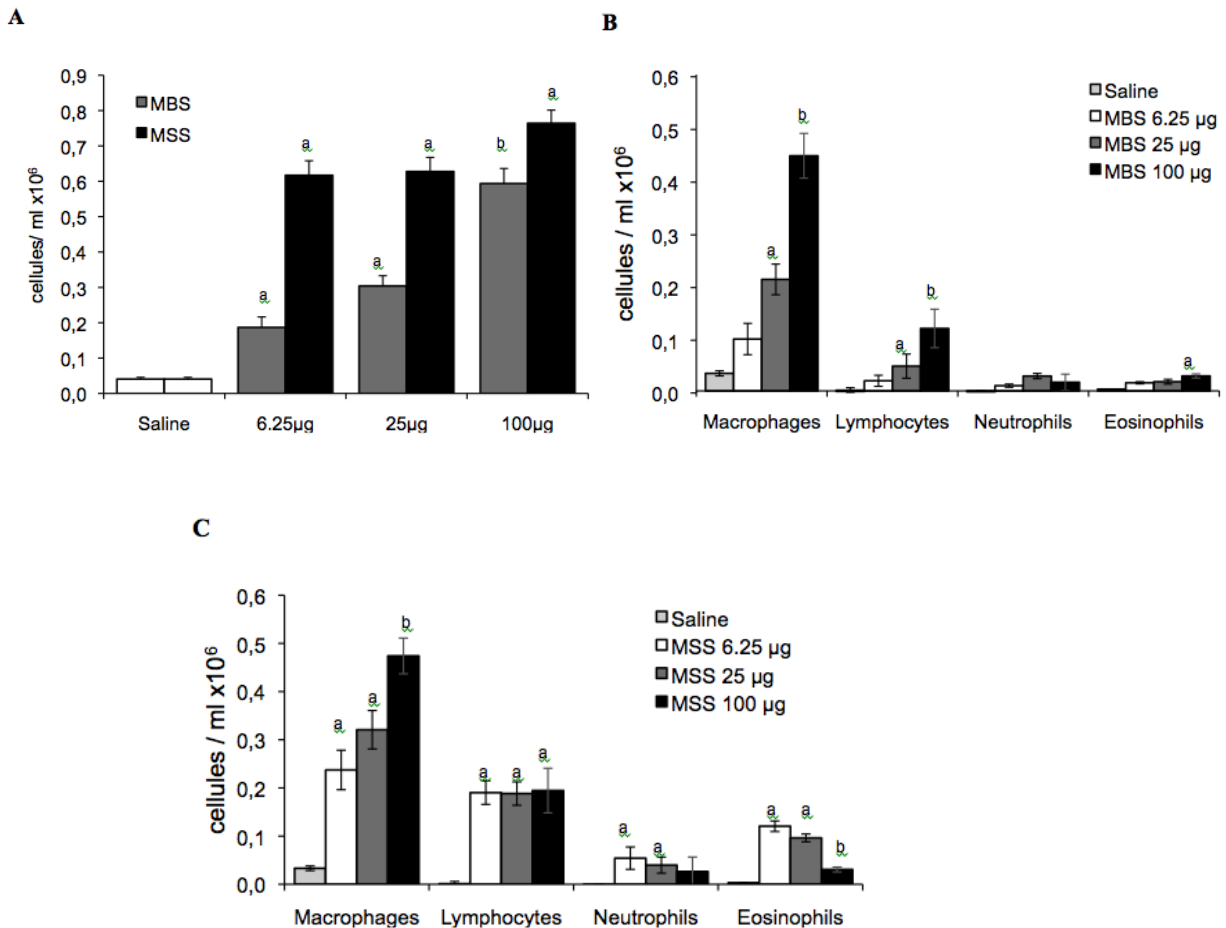 A
cellules/ ml x10⁶
0,9
0,8
0,7
0,6
0,5
0,4
0,3
0,2
0,1
0,0
MBS
MSS
a
a
a
a
b
a
Saline
6.25µg
25µg
100µg
B
cellules / ml x10⁶
0,6
0,5
0,4
0,3
0,2
0,1
0,0
Saline
MBS 6.25 µg
MBS 25 µg
MBS 100 µg
a
b
a
b
a
Macrophages
Lymphocytes
Neutrophils
Eosinophils
C
cellules / ml x10⁶
0,6
0,5
0,4
0,3
0,2
0,1
0,0
Saline
MSS 6.25 µg
MSS 25 µg
MSS 100 µg
a
a
b
a
a
a
a
a
a
a
b
Macrophages
Lymphocytes
Neutrophils
Eosinophils